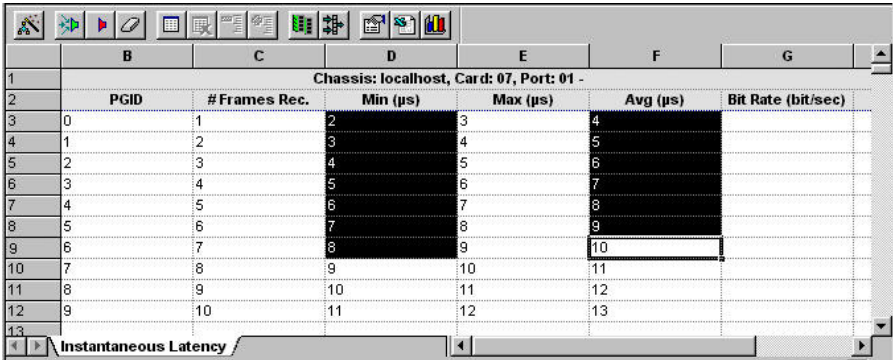 B C D E F G
1 Chassis: localhost, Card: 07, Port: 01 -
2 PGID # Frames Rec. Min (µs) Max (µs) Avg (µs) Bit Rate (bit/sec)
3 0 1 2 3 4
4 1 2 3 4 5
5 2 3 4 5 6
6 3 4 5 6 7
7 4 5 6 7 8
8 5 6 7 8 9
9 6 7 8 9 10
10 7 8 9 10 11
11 8 9 10 11 12
12 9 10 11 12 13
13
Instantaneous Latency